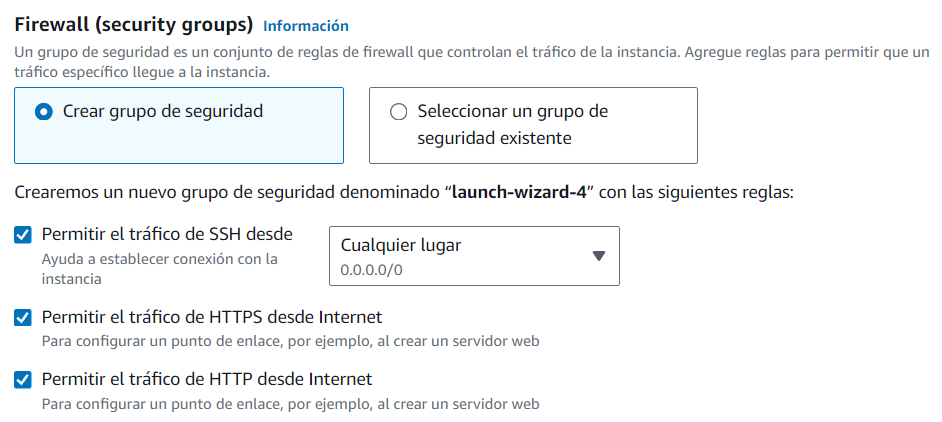 Firewall (security groups) Información
Un grupo de seguridad es un conjunto de reglas de firewall que controlan el tráfico de la instancia. Agregue reglas para permitir que un
tráfico específico llegue a la instancia.
Crear grupo de seguridad
Seleccionar un grupo de
seguridad existente
Crearemos un nuevo grupo de seguridad denominado “launch-wizard-4” con las siguientes reglas:
Permitir el tráfico de SSH desde
Ayuda a establecer conexión con la
instancia
Cualquier lugar
0.0.0.0/0
Permitir el tráfico de HTTPS desde Internet
Para configurar un punto de enlace, por ejemplo, al crear un servidor web
Permitir el tráfico de HTTP desde Internet
Para configurar un punto de enlace, por ejemplo, al crear un servidor web